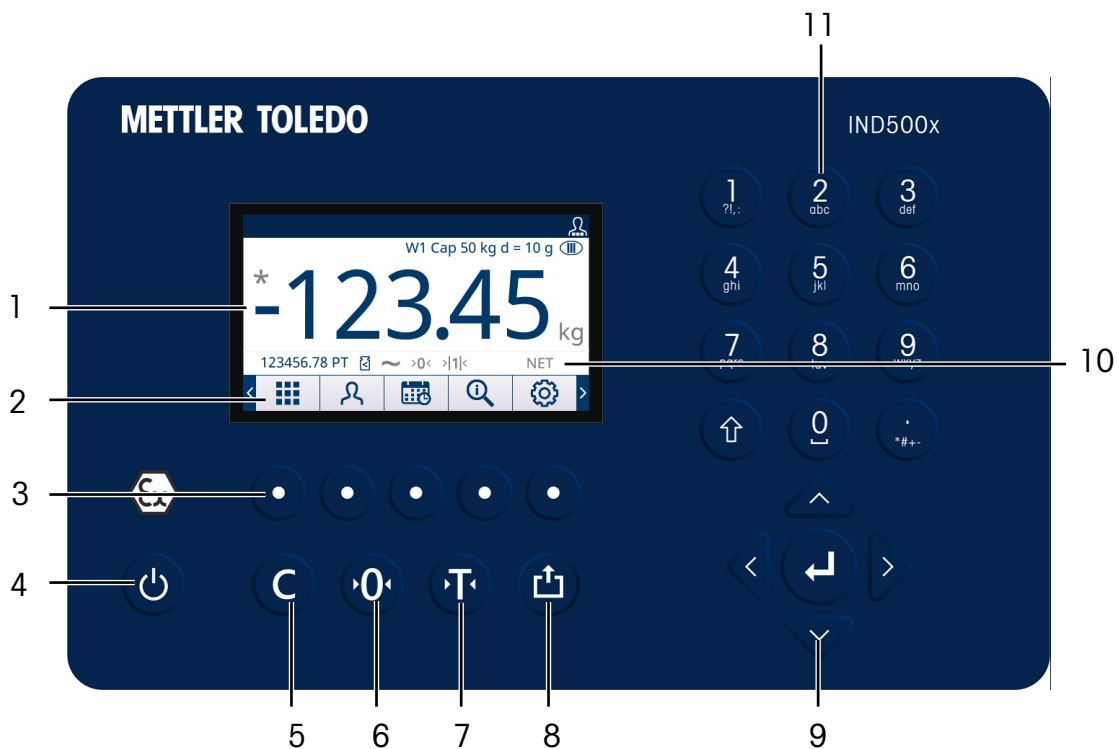 11
METTLER TOLEDO
IND500x
1
?!,:
2
abc
3
def
W1 Cap 50 kg d = 10 g
*-123.45 kg
4
ghi
5
jkl
6
mno
1
123456.78 PT >0< >|1|< NET
7
8
9
10
2
0
.
*#+-
3
εx
4
C
0
T
5
6
7
8
9